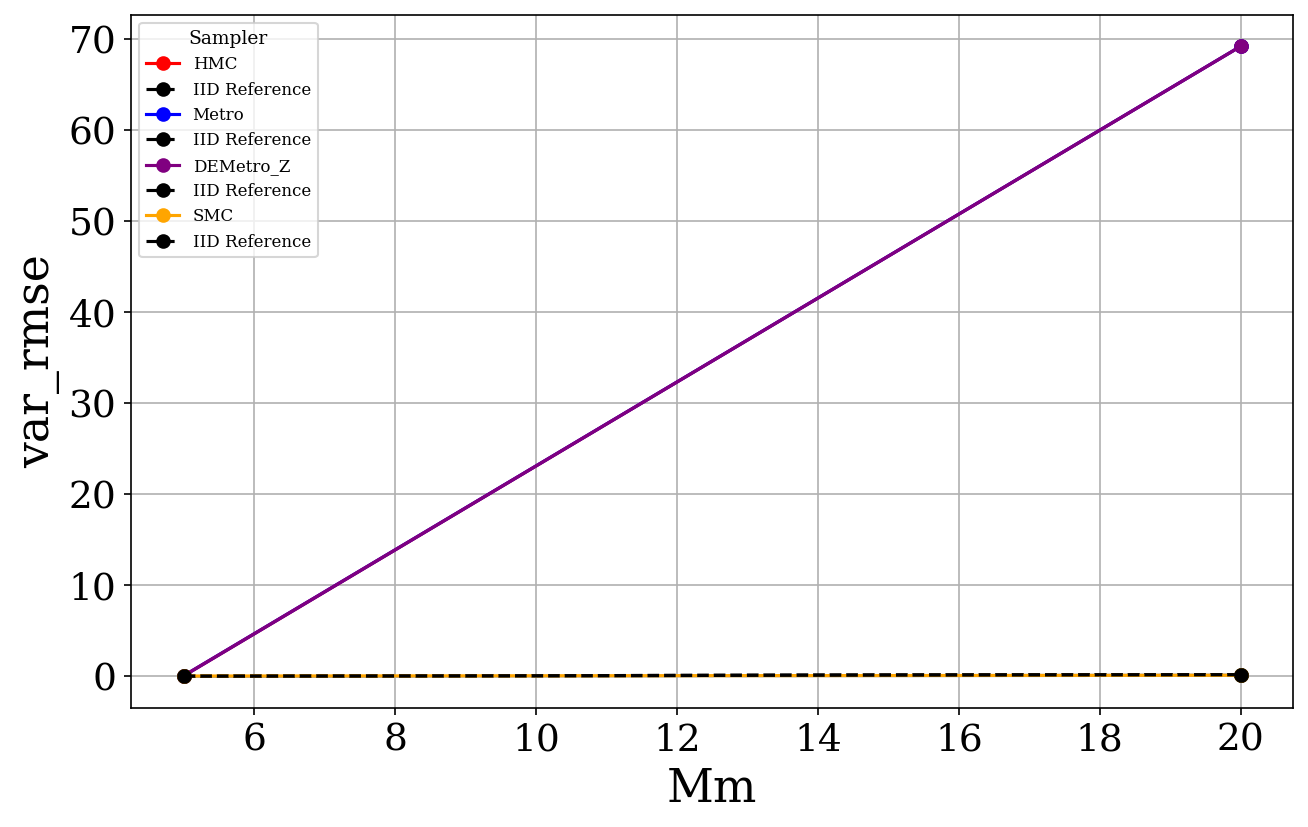 70
60
50
40
30
20
10
0
var_rmse
Sampler
HMC
IID Reference
Metro
IID Reference
DEMetro_Z
IID Reference
SMC
IID Reference
6 8 10 12 14 16 18 20
Mm